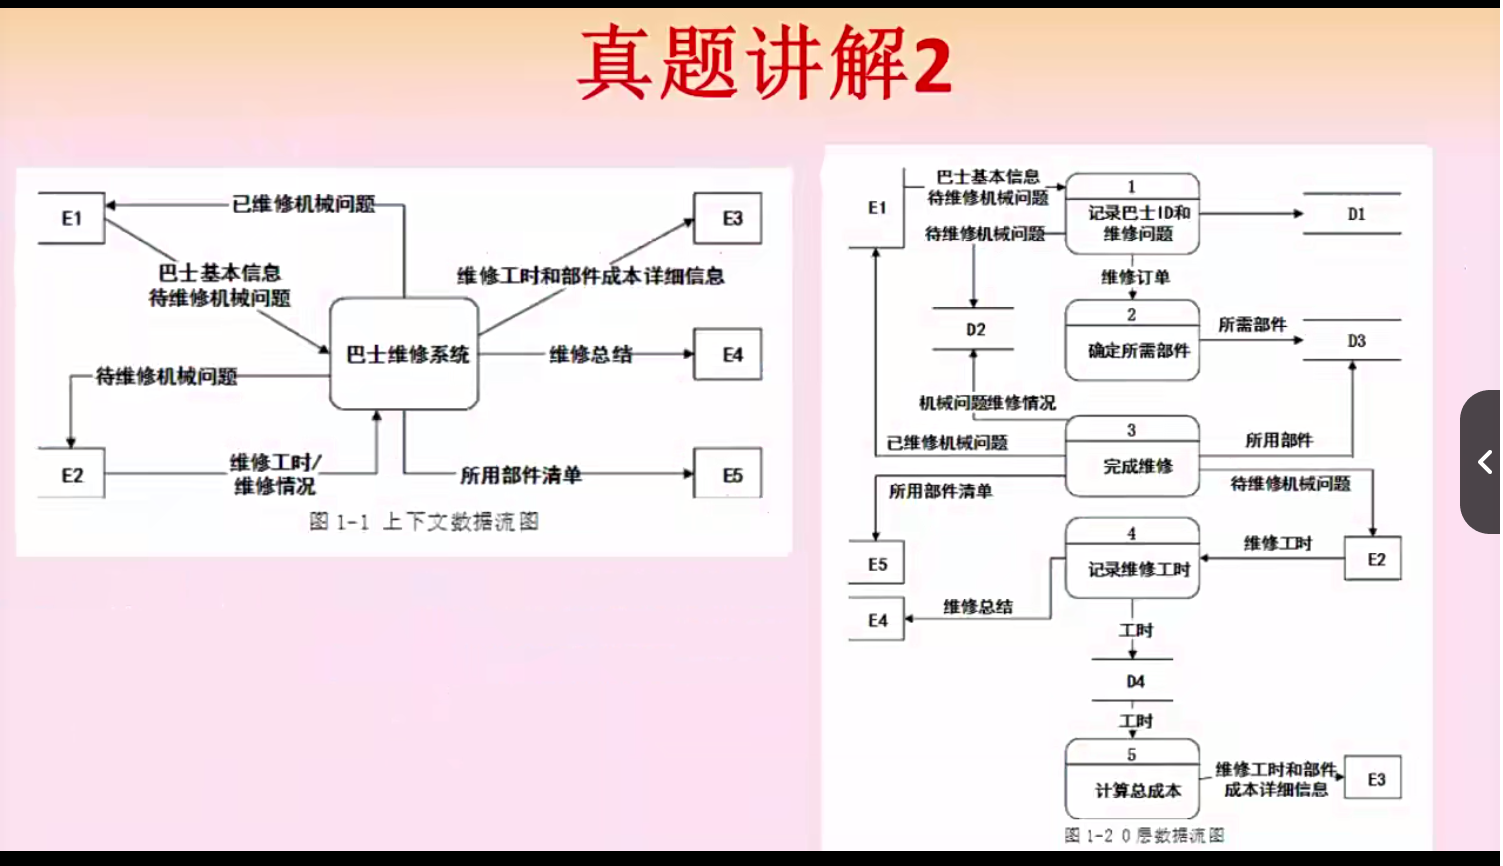 真题讲解2
E1
已维修机械问题
E3
巴士基本信息
待维修机械问题
维修工时和部件成本详细信息
巴士维修系统
维修总结
E4
待维修机械问题
E2
维修工时/
维修情况
所用部件清单
E5
图 1-1 上下文数据流图
E1
巴士基本信息
待维修机械问题
待维修机械问题
1
记录巴士ID和
维修问题
D1
维修订单
D2
2
确定所需部件
所需部件
D3
机械问题维修情况
已维修机械问题
3
完成维修
所用部件
所用部件清单
待维修机械问题
E5
4
记录维修工时
维修工时
E2
E4
维修总结
工时
D4
工时
5
计算总成本
维修工时和部件
成本详细信息
E3
图 1-2 0 层数据流图